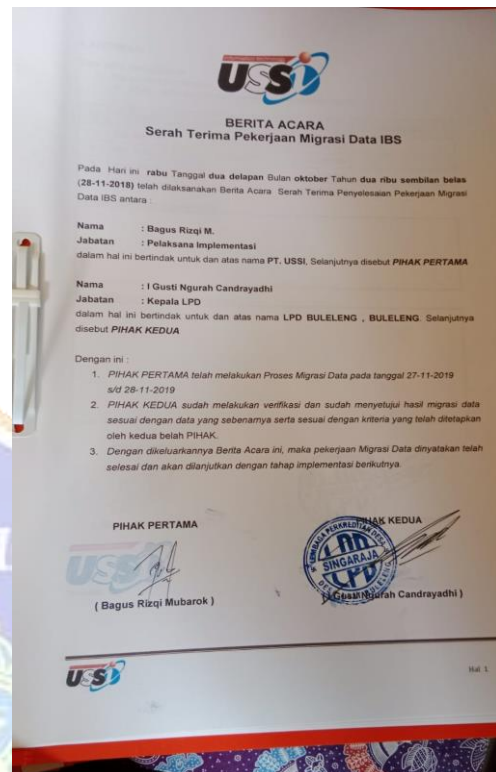 USSI
BERITA ACARA
Serah Terima Pekerjaan Migrasi Data IBS
Pada Hari ini rabu Tanggal dua delapan Bulan oktober Tahun dua ribu sembilan belas
(28-11-2018) telah dilaksanakan Berita Acara Serah Terima Penyelesaian Pekerjaan Migrasi
Data IBS antara :
Nama : Bagus Rizqi M.
Jabatan : Pelaksana Implementasi
dalam hal ini bertindak untuk dan atas nama PT. USSI, Selanjutnya disebut PIHAK PERTAMA
Nama : I Gusti Ngurah Candrayadhi
Jabatan : Kepala LPD
dalam hal ini bertindak untuk dan atas nama LPD BULELENG , BULELENG. Selanjutnya
disebut PIHAK KEDUA
Dengan ini :
1. PIHAK PERTAMA telah melakukan Proses Migrasi Data pada tanggal 27-11-2019
s/d 28-11-2019
2. PIHAK KEDUA sudah melakukan verifikasi dan sudah menyetujui hasil migrasi data
sesuai dengan data yang sebenarnya serta sesuai dengan kriteria yang telah ditetapkan
oleh kedua belah PIHAK.
3. Dengan dikeluarkannya Berita Acara ini, maka pekerjaan Migrasi Data dinyatakan telah
selesai dan akan dilanjutkan dengan tahap implementasi berikutnya.
PIHAK PERTAMA
PIHAK KEDUA
USSI
LEMBAGA PERKREDITAN DESA
LPD
SINGARAJA
LPD
BULELENG
( Bagus Rizqi Mubarok )
( I Gusti Ngurah Candrayadhi )
USSI
Hal 1